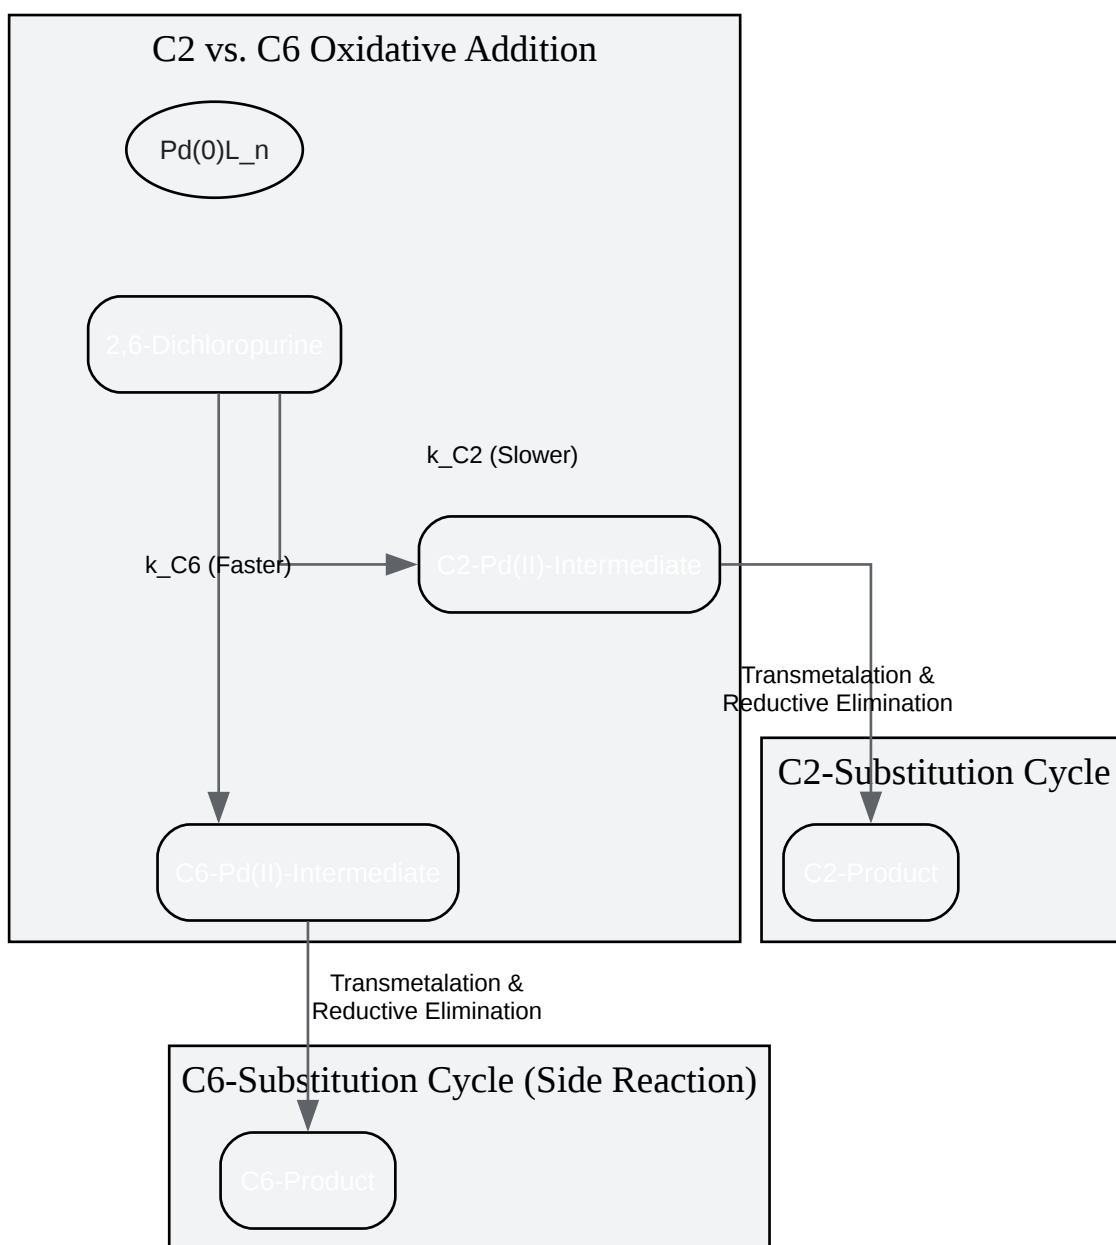 C2 vs. C6 Oxidative Addition
Pd(0)L_n
2,6-Dichloropurine
k_C2 (Slower)
k_C6 (Faster)
C2-Pd(II)-Intermediate
Transmetalation &
Reductive Elimination
C2-Substitution Cycle
C2-Product
C6-Pd(II)-Intermediate
Transmetalation &
Reductive Elimination
C6-Substitution Cycle (Side Reaction)
C6-Product